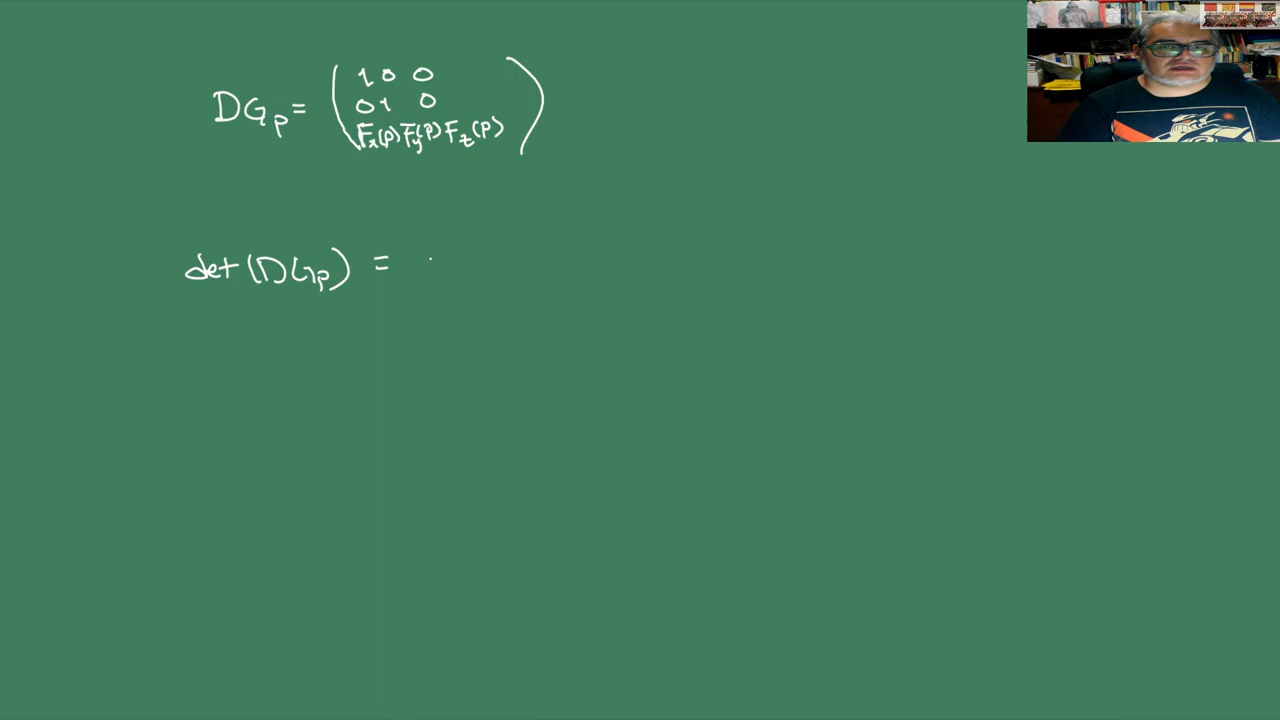 DG_p = ( 1 0 0
0 1 0
F_x(p) F_y(p) F_z(p) )
det(DG_p) =